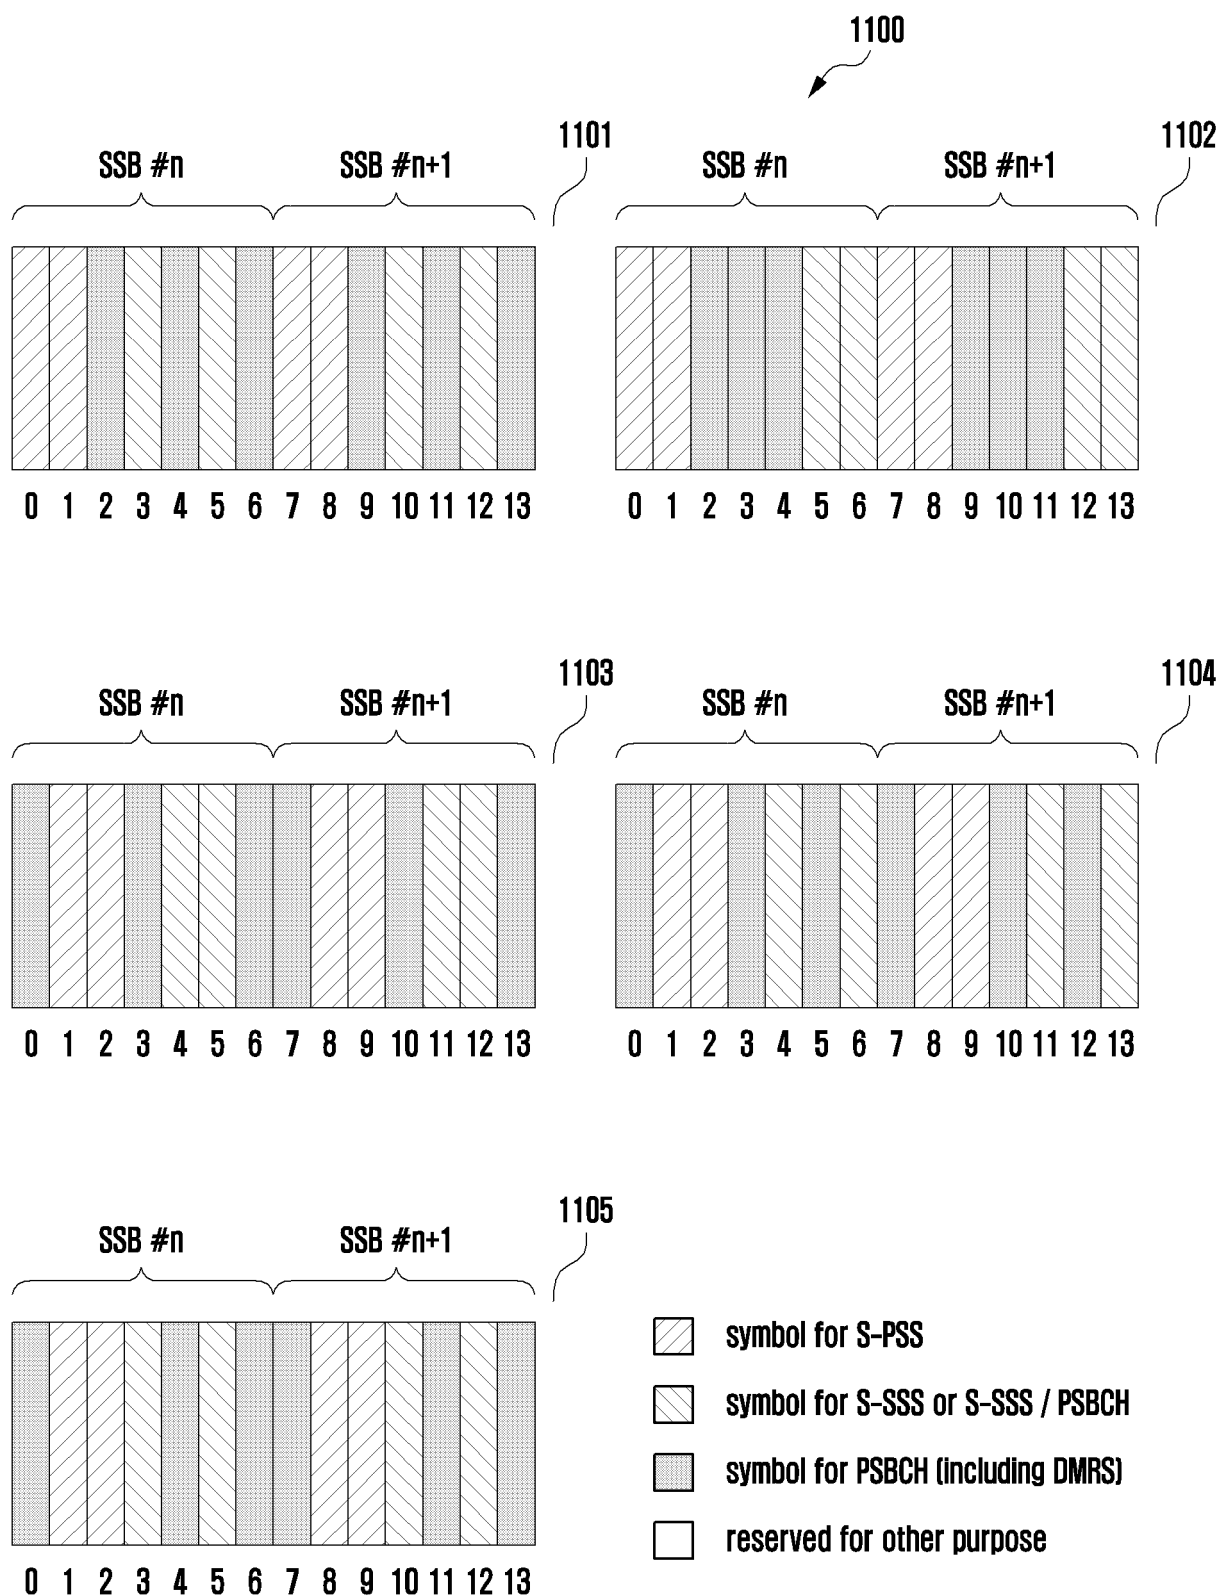 1100
1101
SSB #n SSB #n+1
0 1 2 3 4 5 6 7 8 9 10 11 12 13
1102
SSB #n SSB #n+1
0 1 2 3 4 5 6 7 8 9 10 11 12 13
1103
SSB #n SSB #n+1
0 1 2 3 4 5 6 7 8 9 10 11 12 13
1104
SSB #n SSB #n+1
0 1 2 3 4 5 6 7 8 9 10 11 12 13
1105
SSB #n SSB #n+1
0 1 2 3 4 5 6 7 8 9 10 11 12 13
symbol for S-PSS
symbol for S-SSS or S-SSS / PSBCH
symbol for PSBCH (including DMRS)
reserved for other purpose